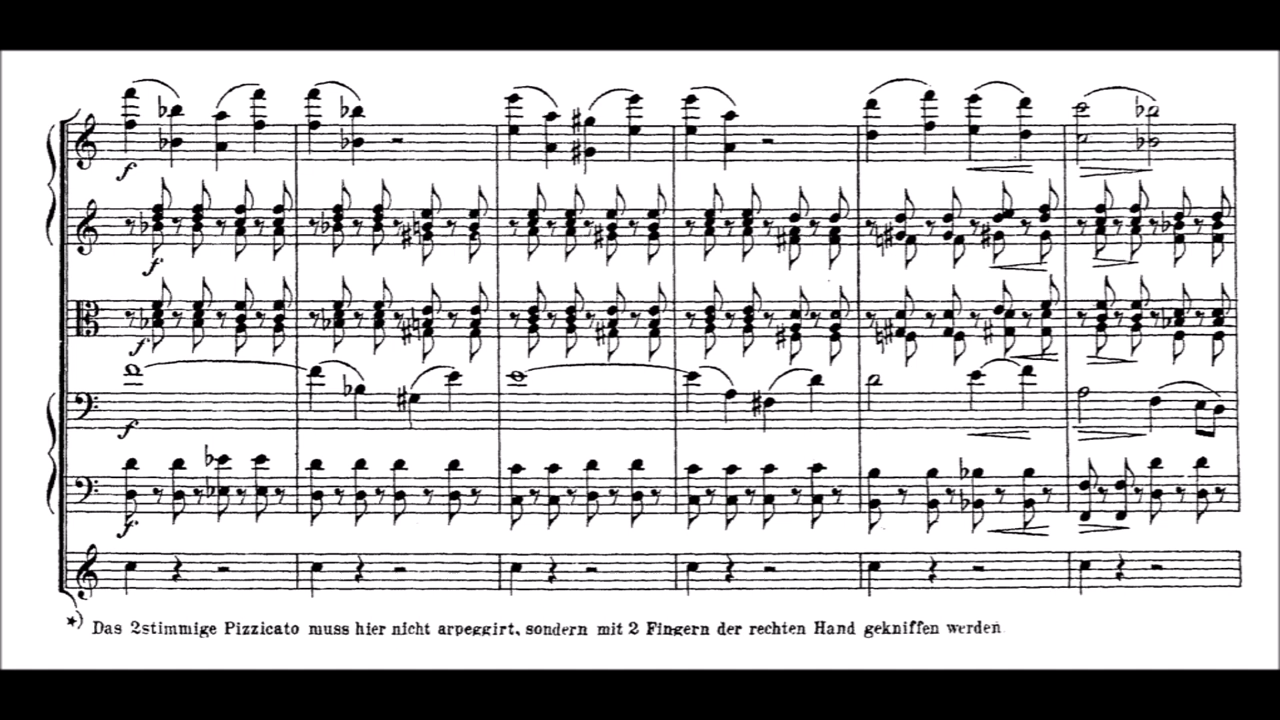 f
f
f
f
f
*) Das 2stimmige Pizzicato muss hier nicht arpeggirt, sondern mit 2 Fingern der rechten Hand gekniffen werden